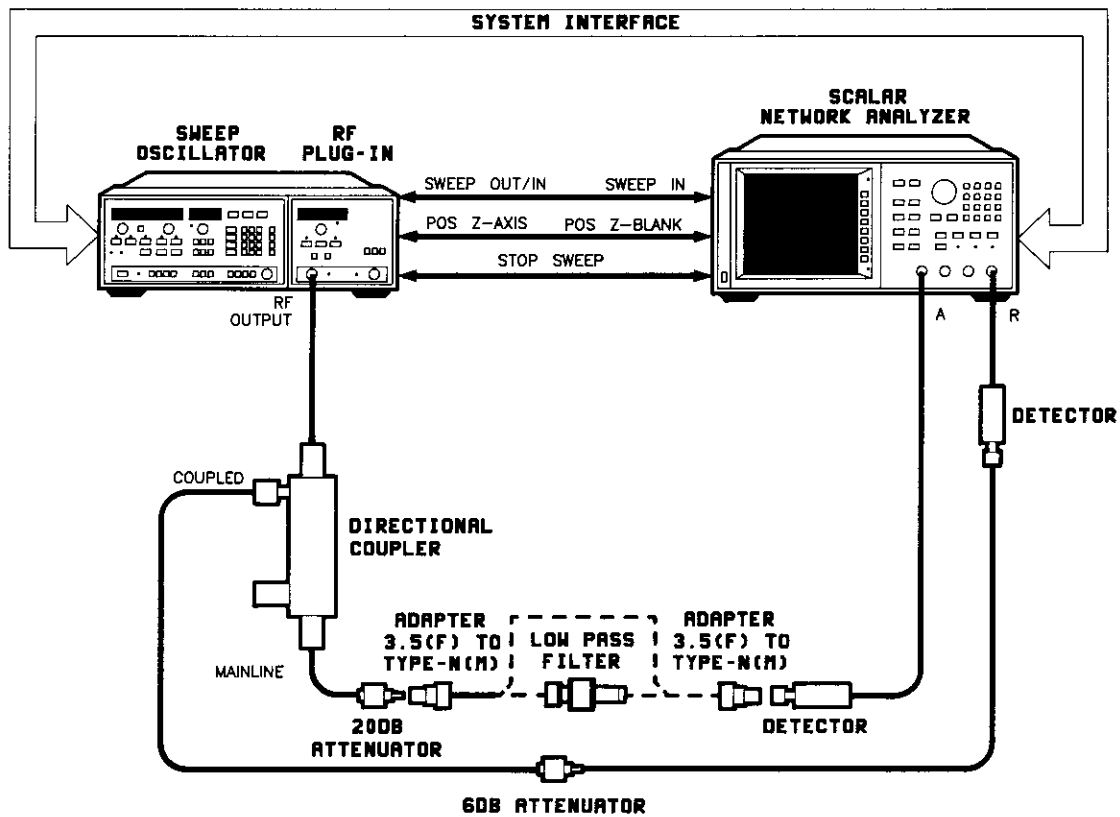 SYSTEM INTERFACE
SCALAR
NETWORK ANALYZER
SWEEP
OSCILLATOR
RF
PLUG-IN
SWEEP OUT/IN
SWEEP IN
POS Z-AXIS
POS Z-BLANK
STOP SWEEP
RF
OUTPUT
A
R
DETECTOR
COUPLED
DIRECTIONAL
COUPLER
MAINLINE
ADAPTER
3.5(F) TO
TYPE-N(M)
LOW PASS
FILTER
ADAPTER
3.5(F) TO
TYPE-N(M)
20DB
ATTENUATOR
DETECTOR
6DB ATTENUATOR